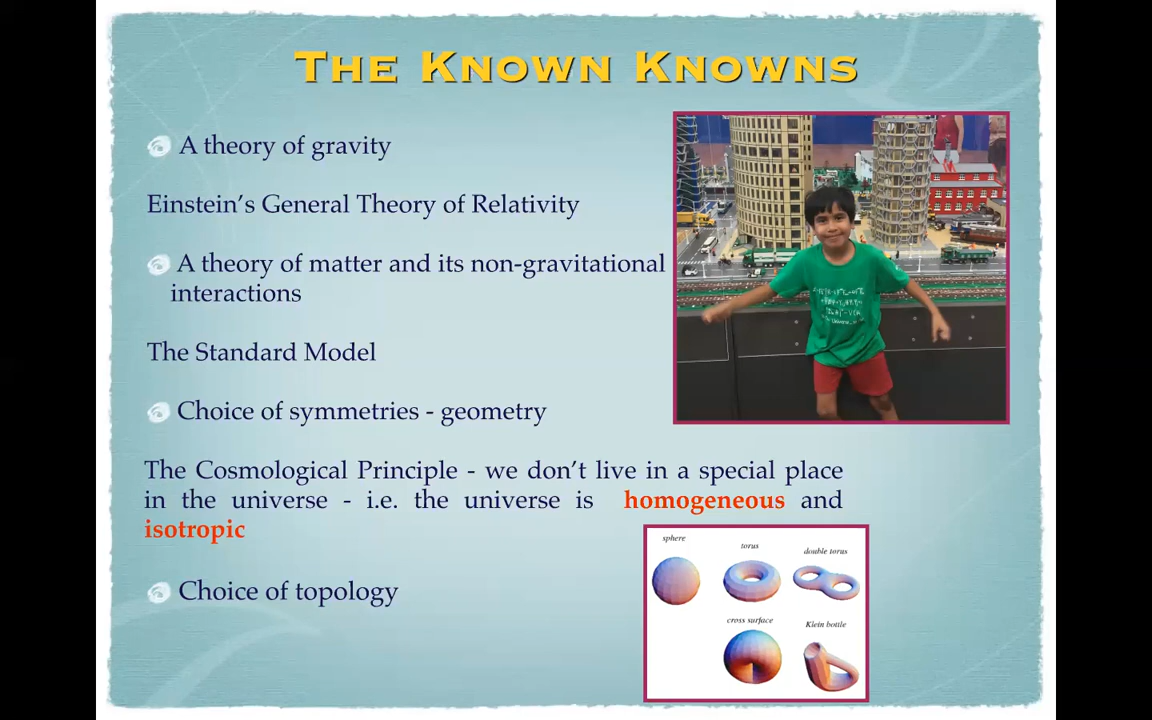 The Known Knowns
A theory of gravity
Einstein’s General Theory of Relativity
A theory of matter and its non-gravitational
interactions
The Standard Model
Choice of symmetries - geometry
The Cosmological Principle - we don’t live in a special place
in the universe - i.e. the universe is homogeneous and
isotropic
Choice of topology
sphere
torus
double torus
cross surface
Klein bottle